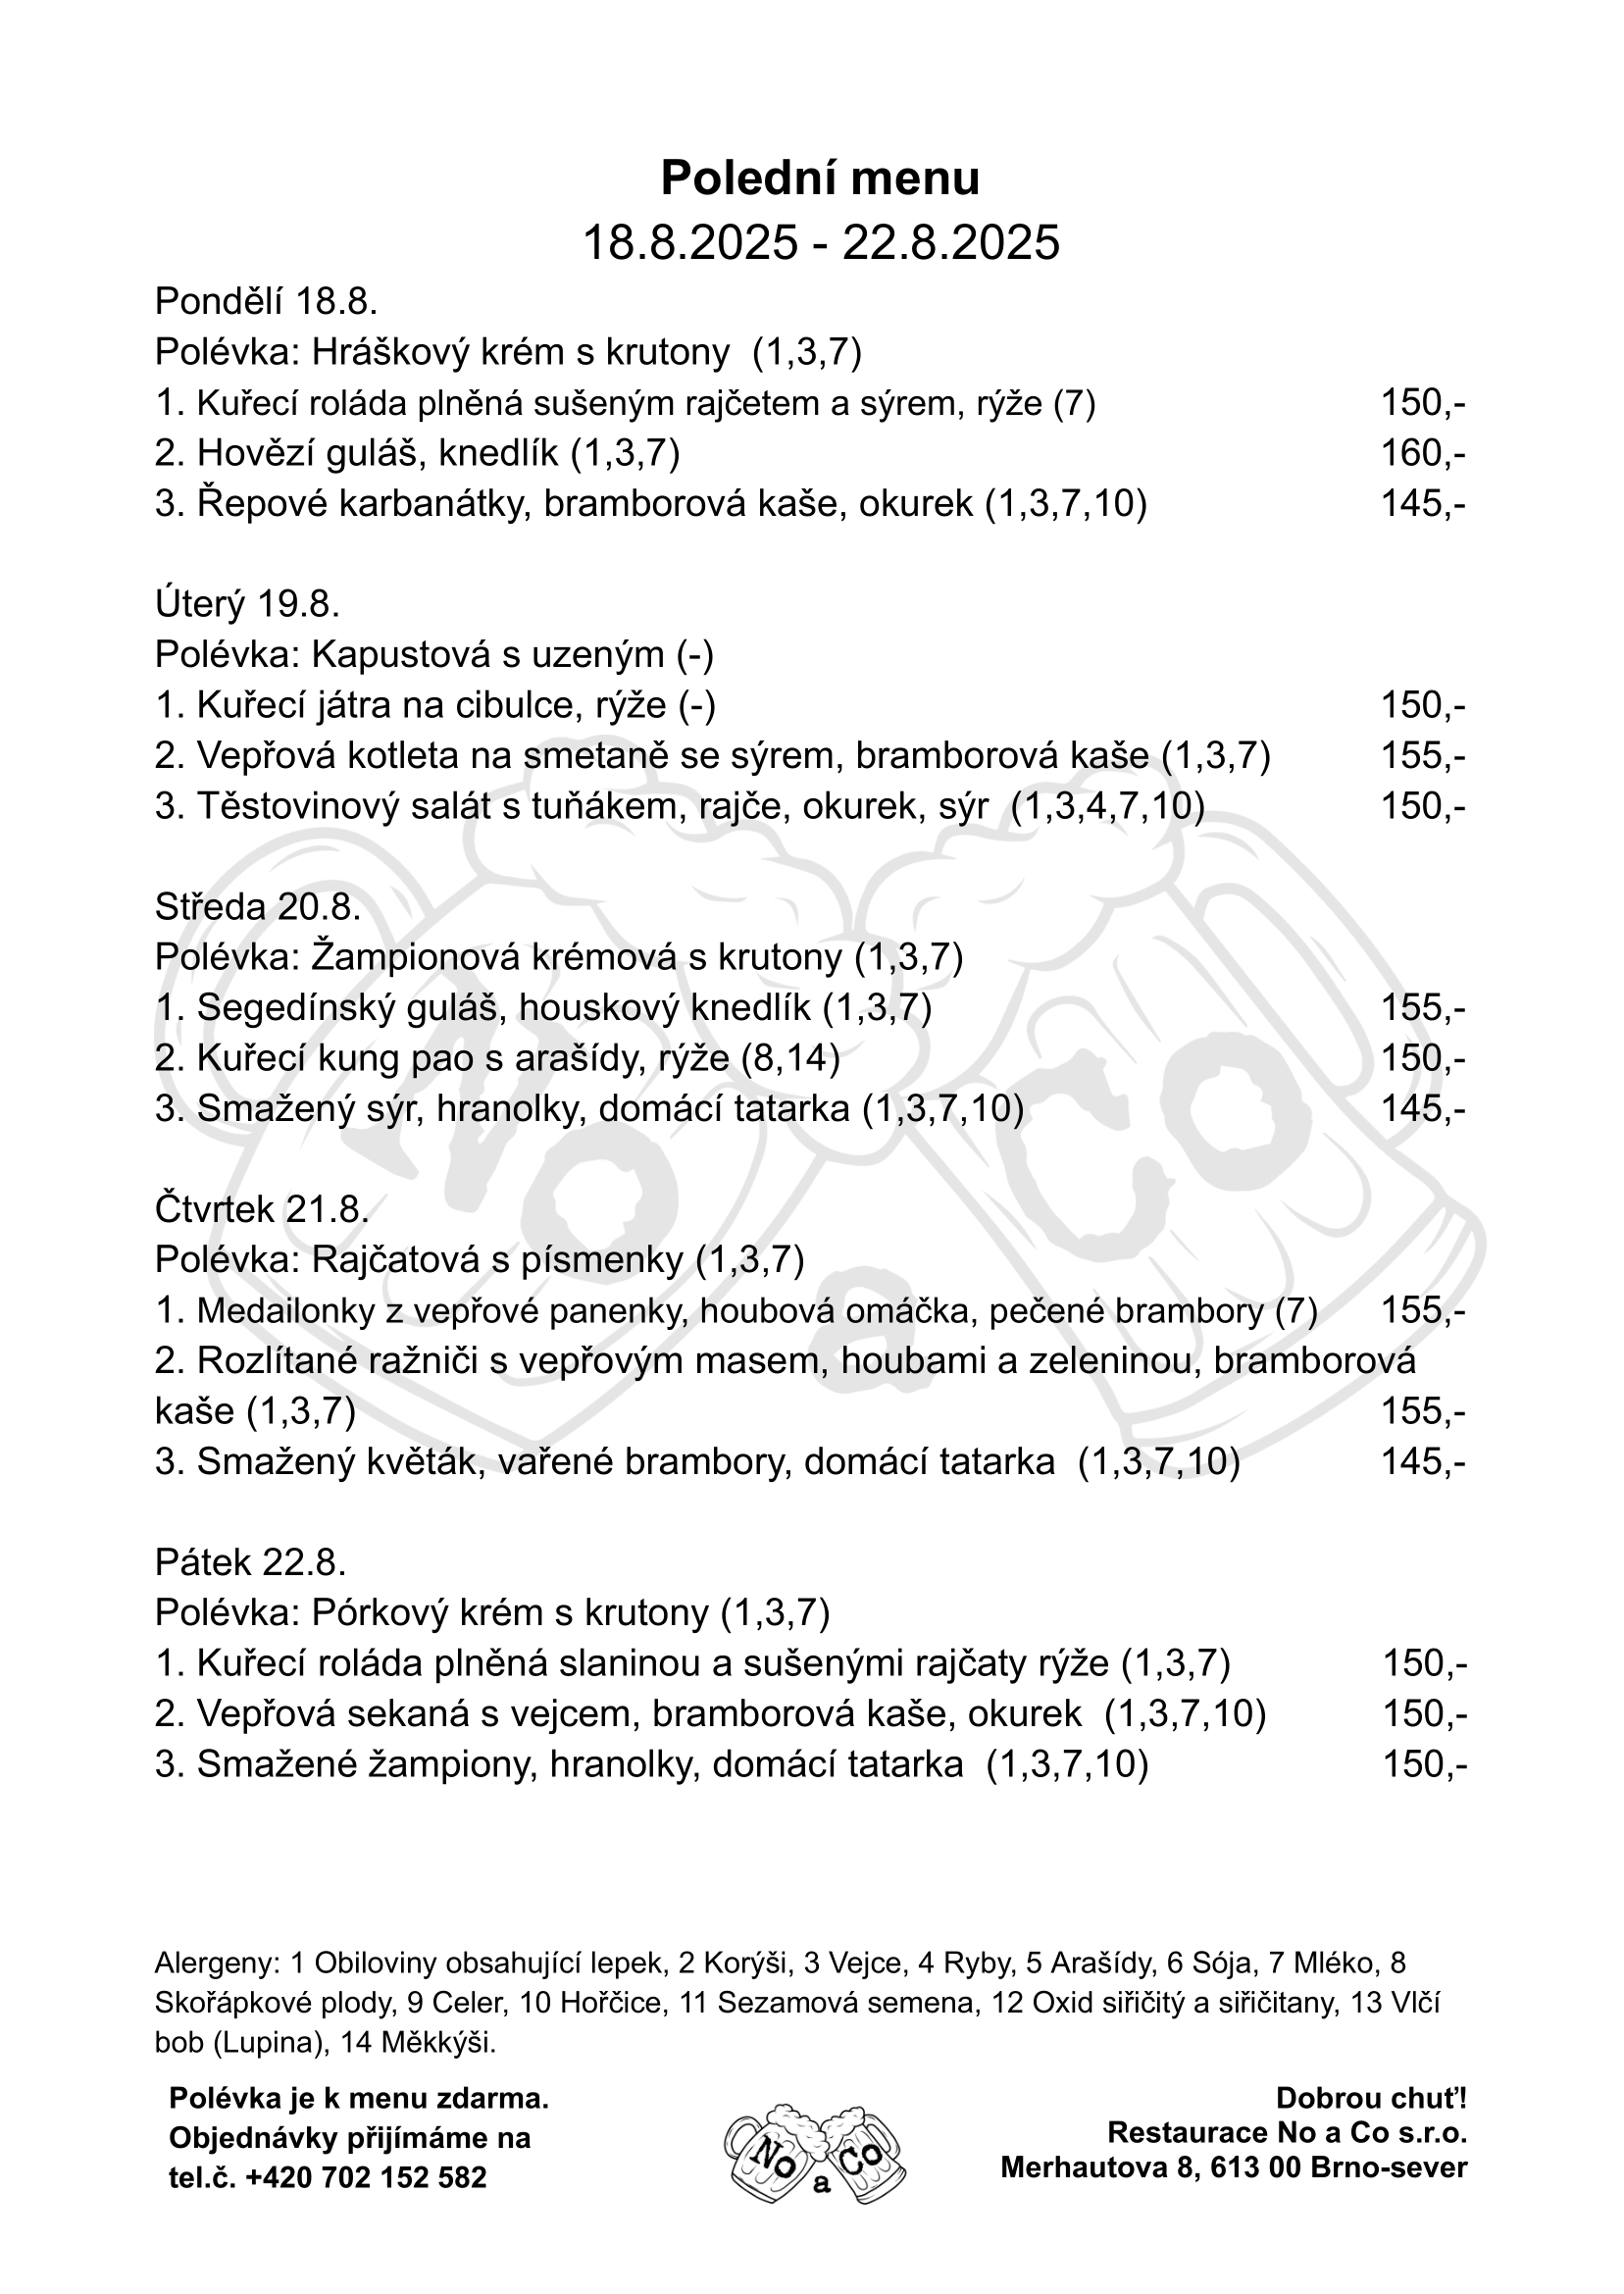 Polední menu
18.8.2025 - 22.8.2025
Pondělí 18.8.
Polévka: Hráškový krém s krutony  (1,3,7)
1. Kuřecí roláda plněná sušeným rajčetem a sýrem, rýže (7) 150,-
2. Hovězí guláš, knedlík (1,3,7) 160,-
3. Řepové karbanátky, bramborová kaše, okurek (1,3,7,10) 145,-
Úterý 19.8.
Polévka: Kapustová s uzeným (-)
1. Kuřecí játra na cibulce, rýže (-) 150,-
2. Vepřová kotleta na smetaně se sýrem, bramborová kaše (1,3,7) 155,-
3. Těstovinový salát s tuňákem, rajče, okurek, sýr  (1,3,4,7,10) 150,-
Středa 20.8.
Polévka: Žampionová krémová s krutony (1,3,7)
1. Segedínský guláš, houskový knedlík (1,3,7) 155,-
2. Kuřecí kung pao s arašídy, rýže (8,14) 150,-
3. Smažený sýr, hranolky, domácí tatarka (1,3,7,10) 145,-
No a Co
Čtvrtek 21.8.
Polévka: Rajčatová s písmenky (1,3,7)
1. Medailonky z vepřové panenky, houbová omáčka, pečené brambory (7) 155,-
2. Rozlítané ražniči s vepřovým masem, houbami a zeleninou, bramborová
kaše (1,3,7) 155,-
3. Smažený květák, vařené brambory, domácí tatarka  (1,3,7,10) 145,-
Pátek 22.8.
Polévka: Pórkový krém s krutony (1,3,7)
1. Kuřecí roláda plněná slaninou a sušenými rajčaty rýže (1,3,7) 150,-
2. Vepřová sekaná s vejcem, bramborová kaše, okurek  (1,3,7,10) 150,-
3. Smažené žampiony, hranolky, domácí tatarka  (1,3,7,10) 150,-
Alergeny: 1 Obiloviny obsahující lepek, 2 Korýši, 3 Vejce, 4 Ryby, 5 Arašídy, 6 Sója, 7 Mléko, 8
Skořápkové plody, 9 Celer, 10 Hořčice, 11 Sezamová semena, 12 Oxid siřičitý a siřičitany, 13 Vlčí
bob (Lupina), 14 Měkkýši.
Polévka je k menu zdarma.
Objednávky přijímáme na
tel.č. +420 702 152 582
No a Co
Dobrou chuť!
Restaurace No a Co s.r.o.
Merhautova 8, 613 00 Brno-sever